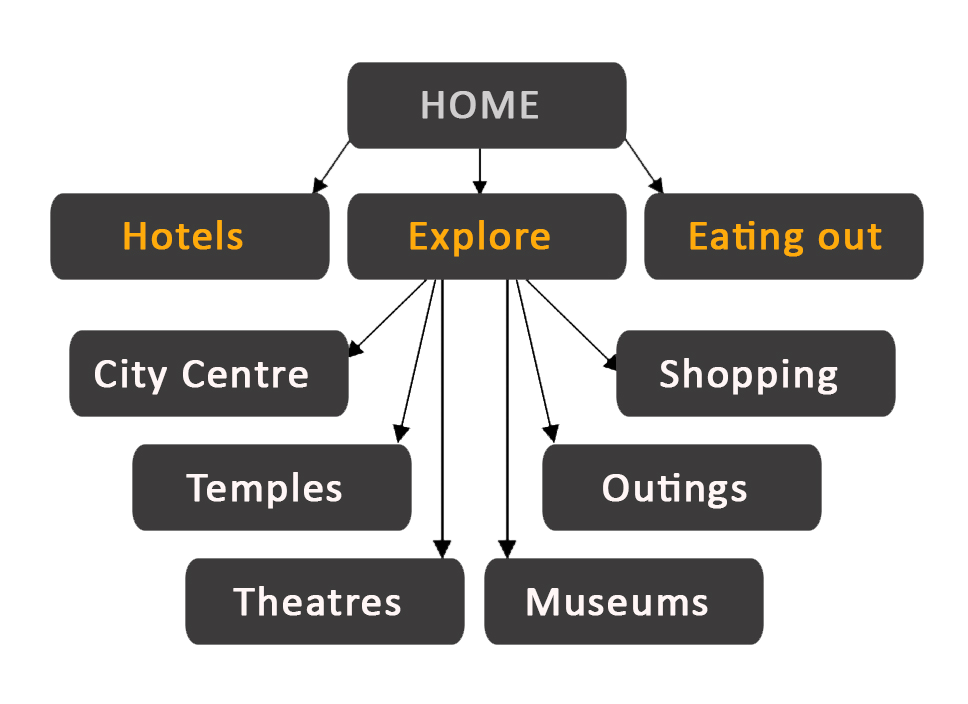 HOME
Hotels
Explore
Eating out
City Centre
Shopping
Temples
Outings
Theatres
Museums